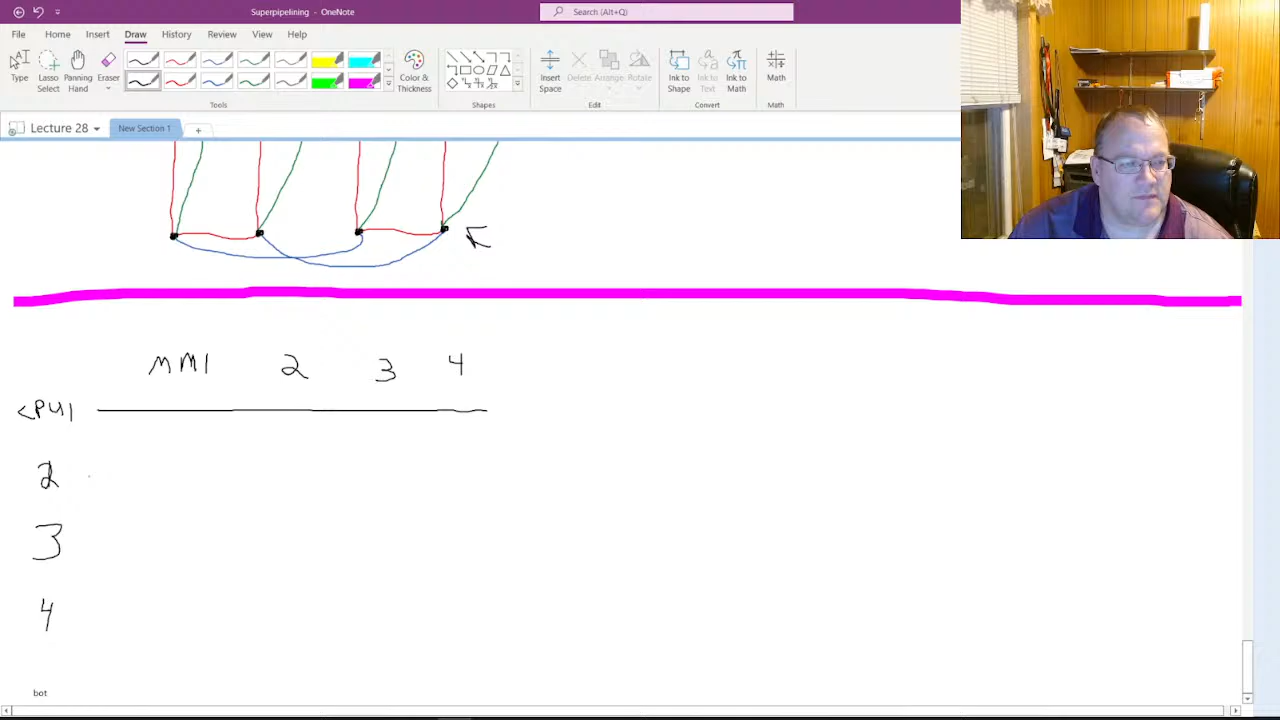 Superpipelining - OneNote
Search (Alt+Q)
File Home Insert Draw History Review View Help
Type
Lasso Select
Panning Hand
Eraser
Color & Thickness
Insert Space
Delete
Arrange
Rotate
Ink to Shape
Ink to Text
Ink to Math
Math
Tools
Shapes
Edit
Convert
Math
Lecture 28
New Section 1
+
MM1 2 3 4
CPU1
2
3
4
bot